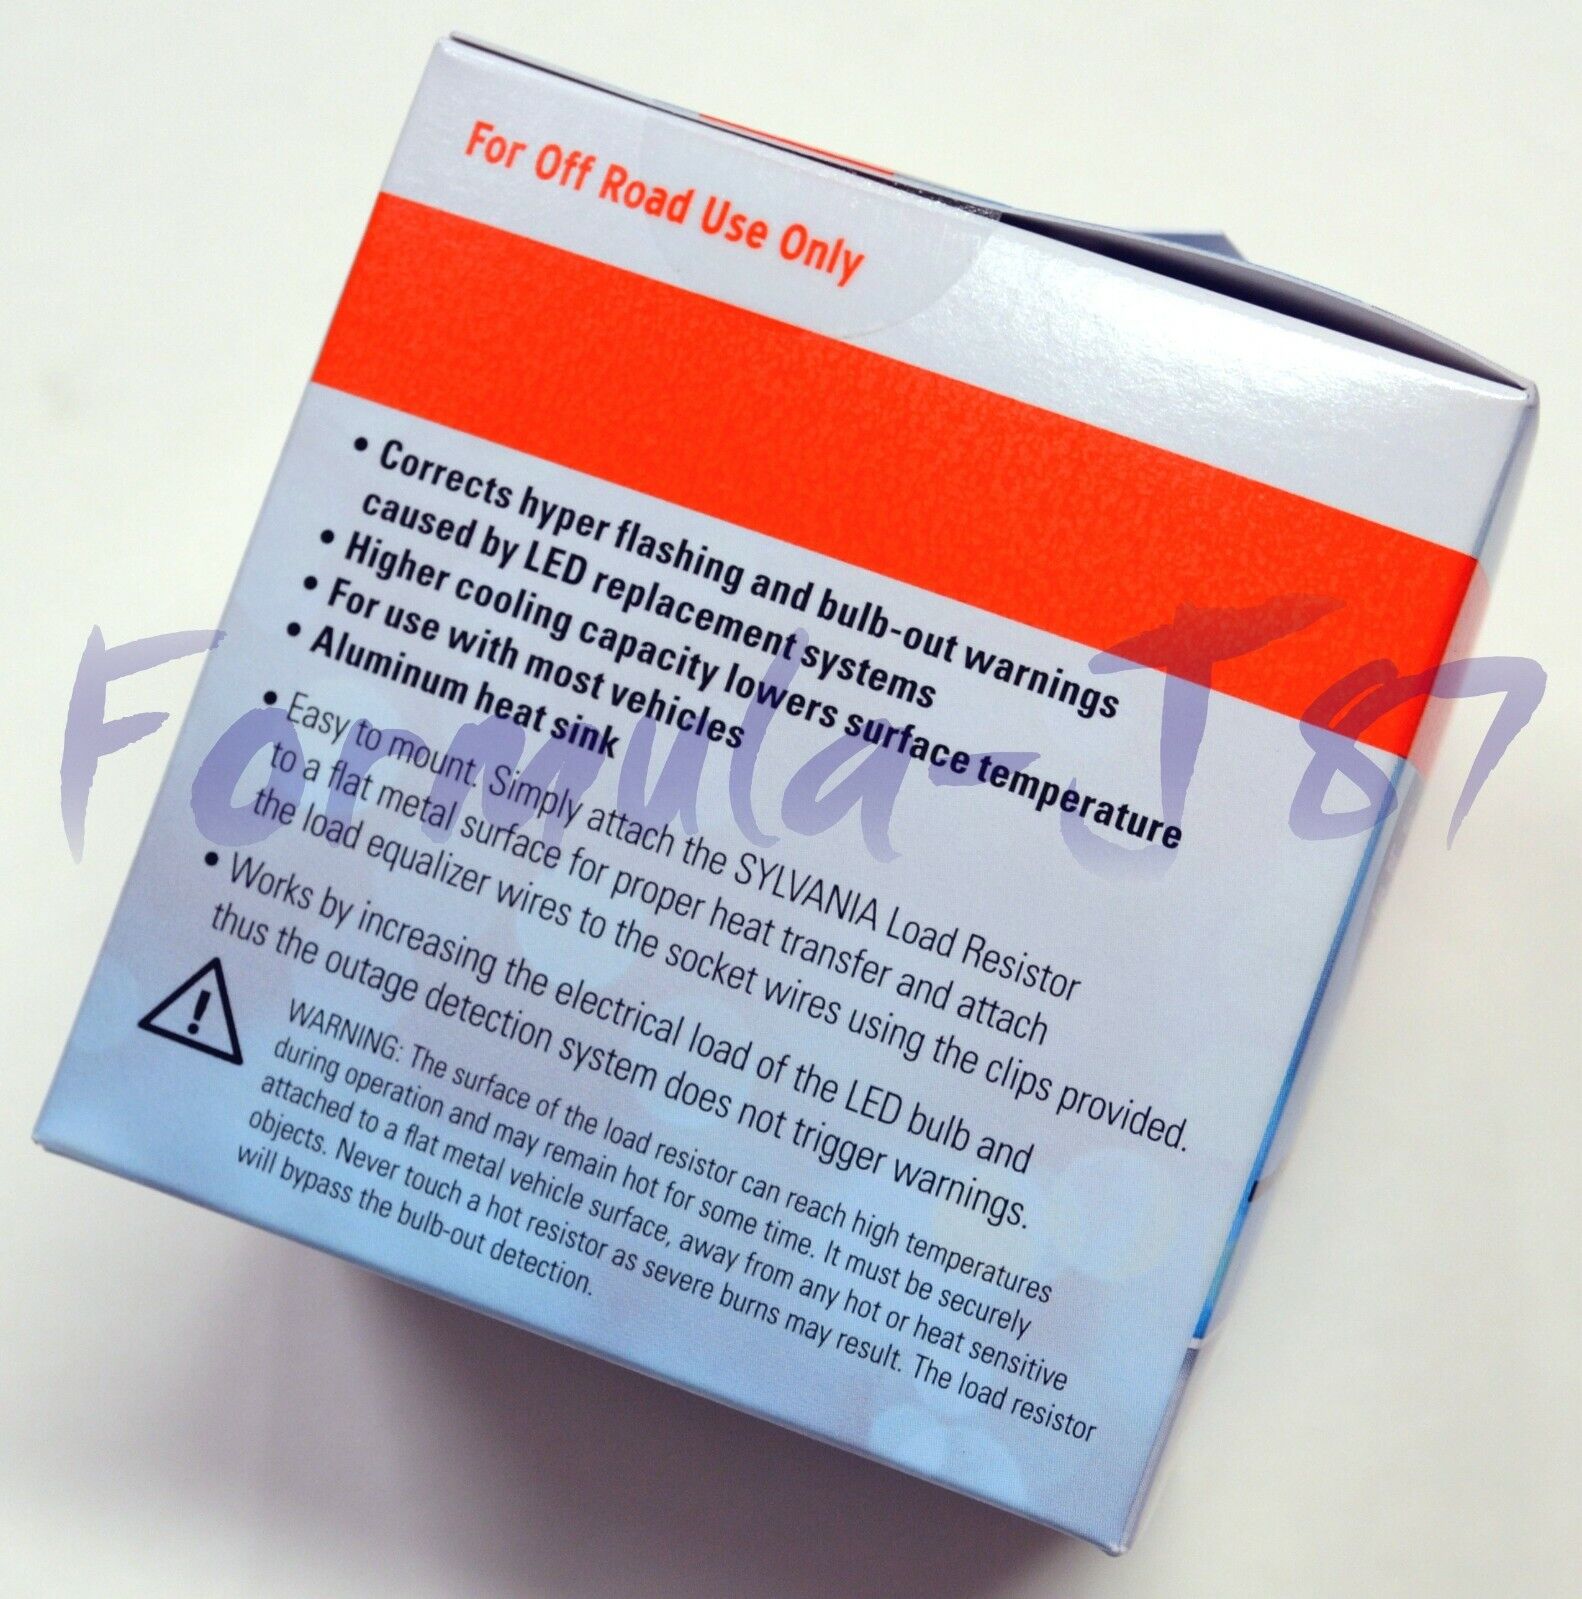 For Off Road Use Only
• Corrects hyper flashing and bulb-out warnings
caused by LED replacement systems
• Higher cooling capacity lowers surface temperature
• For use with most vehicles
• Aluminum heat sink
• Easy to mount. Simply attach the SYLVANIA Load Resistor
to a flat metal surface for proper heat transfer and attach
the load equalizer wires to the socket wires using the clips provided.
• Works by increasing the electrical load of the LED bulb and
thus the outage detection system does not trigger warnings.
WARNING: The surface of the load resistor can reach high temperatures
during operation and may remain hot for some time. It must be securely
attached to a flat metal vehicle surface, away from any hot or heat sensitive
objects. Never touch a hot resistor as severe burns may result. The load resistor
will bypass the bulb-out detection.
Formula-J87